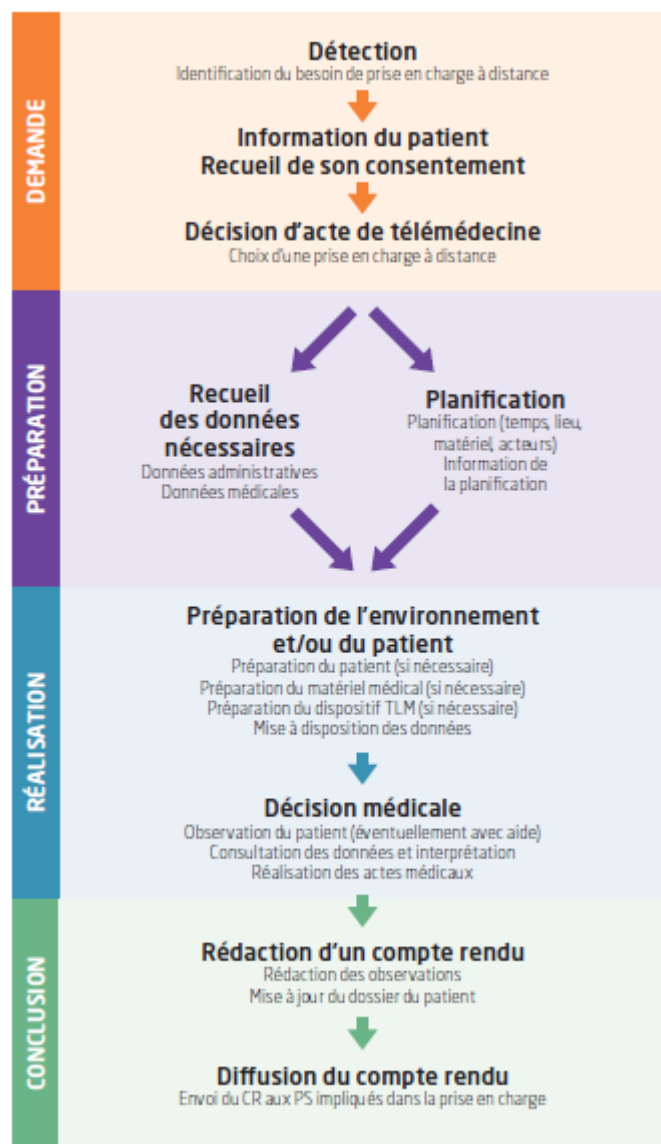 DEMANDE
Détection
Identification du besoin de prise en charge à distance
Information du patient
Recueil de son consentement
Décision d'acte de télémédecine
Choix d'une prise en charge à distance
PRÉPARATION
Recueil
des données
nécessaires
Données administratives
Données médicales
Planification
Planification (temps, lieu,
matériel, acteurs)
Information de
la planification
RÉALISATION
Préparation de l'environnement
et/ou du patient
Préparation du patient (si nécessaire)
Préparation du matériel médical (si nécessaire)
Préparation du dispositif TLM (si nécessaire)
Mise à disposition des données
Décision médicale
Observation du patient (éventuellement avec aide)
Consultation des données et interprétation
Réalisation des actes médicaux
CONCLUSION
Rédaction d'un compte rendu
Rédaction des observations
Mise à jour du dossier du patient
Diffusion du compte rendu
Envoi du CR aux PS impliqués dans la prise en charge